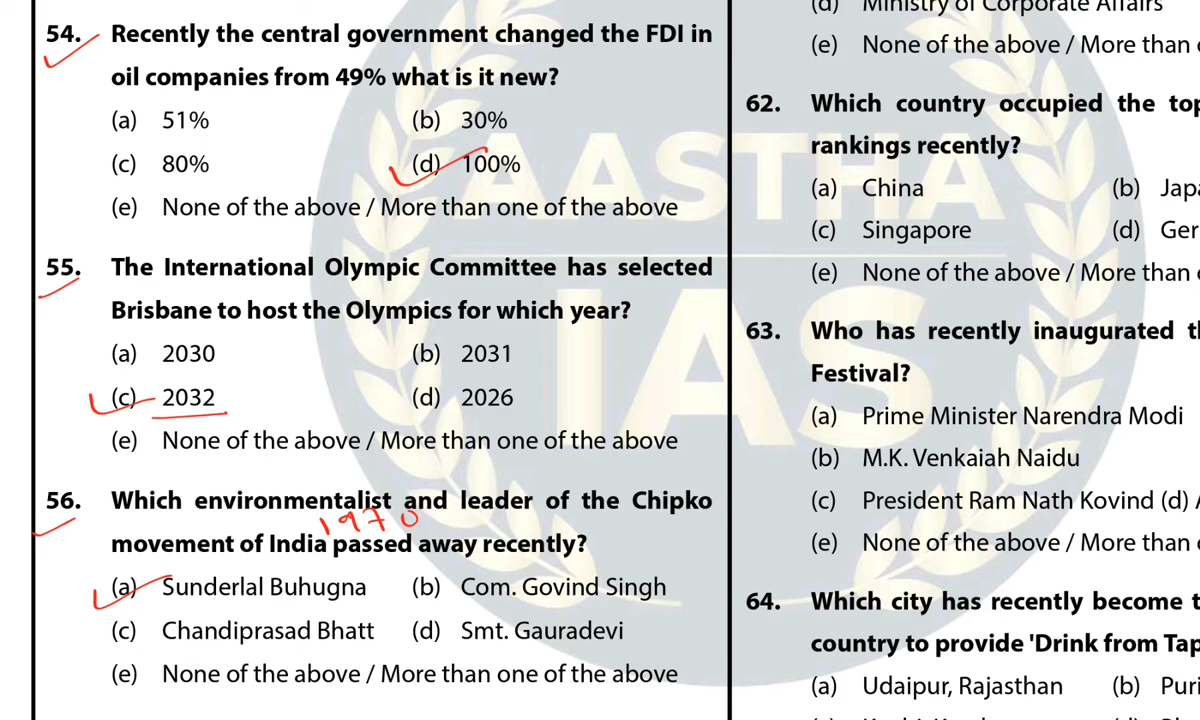 54. Recently the central government changed the FDI in
oil companies from 49% what is it new?
(a) 51% (b) 30%
(c) 80% (d) 100%
(e) None of the above / More than one of the above
55. The International Olympic Committee has selected
Brisbane to host the Olympics for which year?
(a) 2030 (b) 2031
(c) 2032 (d) 2026
(e) None of the above / More than one of the above
56. Which environmentalist and leader of the Chipko
1970
movement of India passed away recently?
(a) Sunderlal Buhugna (b) Com. Govind Singh
(c) Chandiprasad Bhatt (d) Smt. Gauradevi
(e) None of the above / More than one of the above
(d) Ministry of Corporate Affairs
(e) None of the above / More than
62. Which country occupied the top
rankings recently?
(a) China (b)
(c) Singapore (d)
(e) None of the above / More than
63. Who has recently inaugurated
Festival?
(a) Prime Minister Narendra Modi
(b) M.K. Venkaiah Naidu
(c) President Ram Nath Kovind (d)
(e) None of the above / More than
64. Which city has recently become
country to provide 'Drink from Tap
(a) Udaipur, Rajasthan (b) Puri
AASTHA
IAS